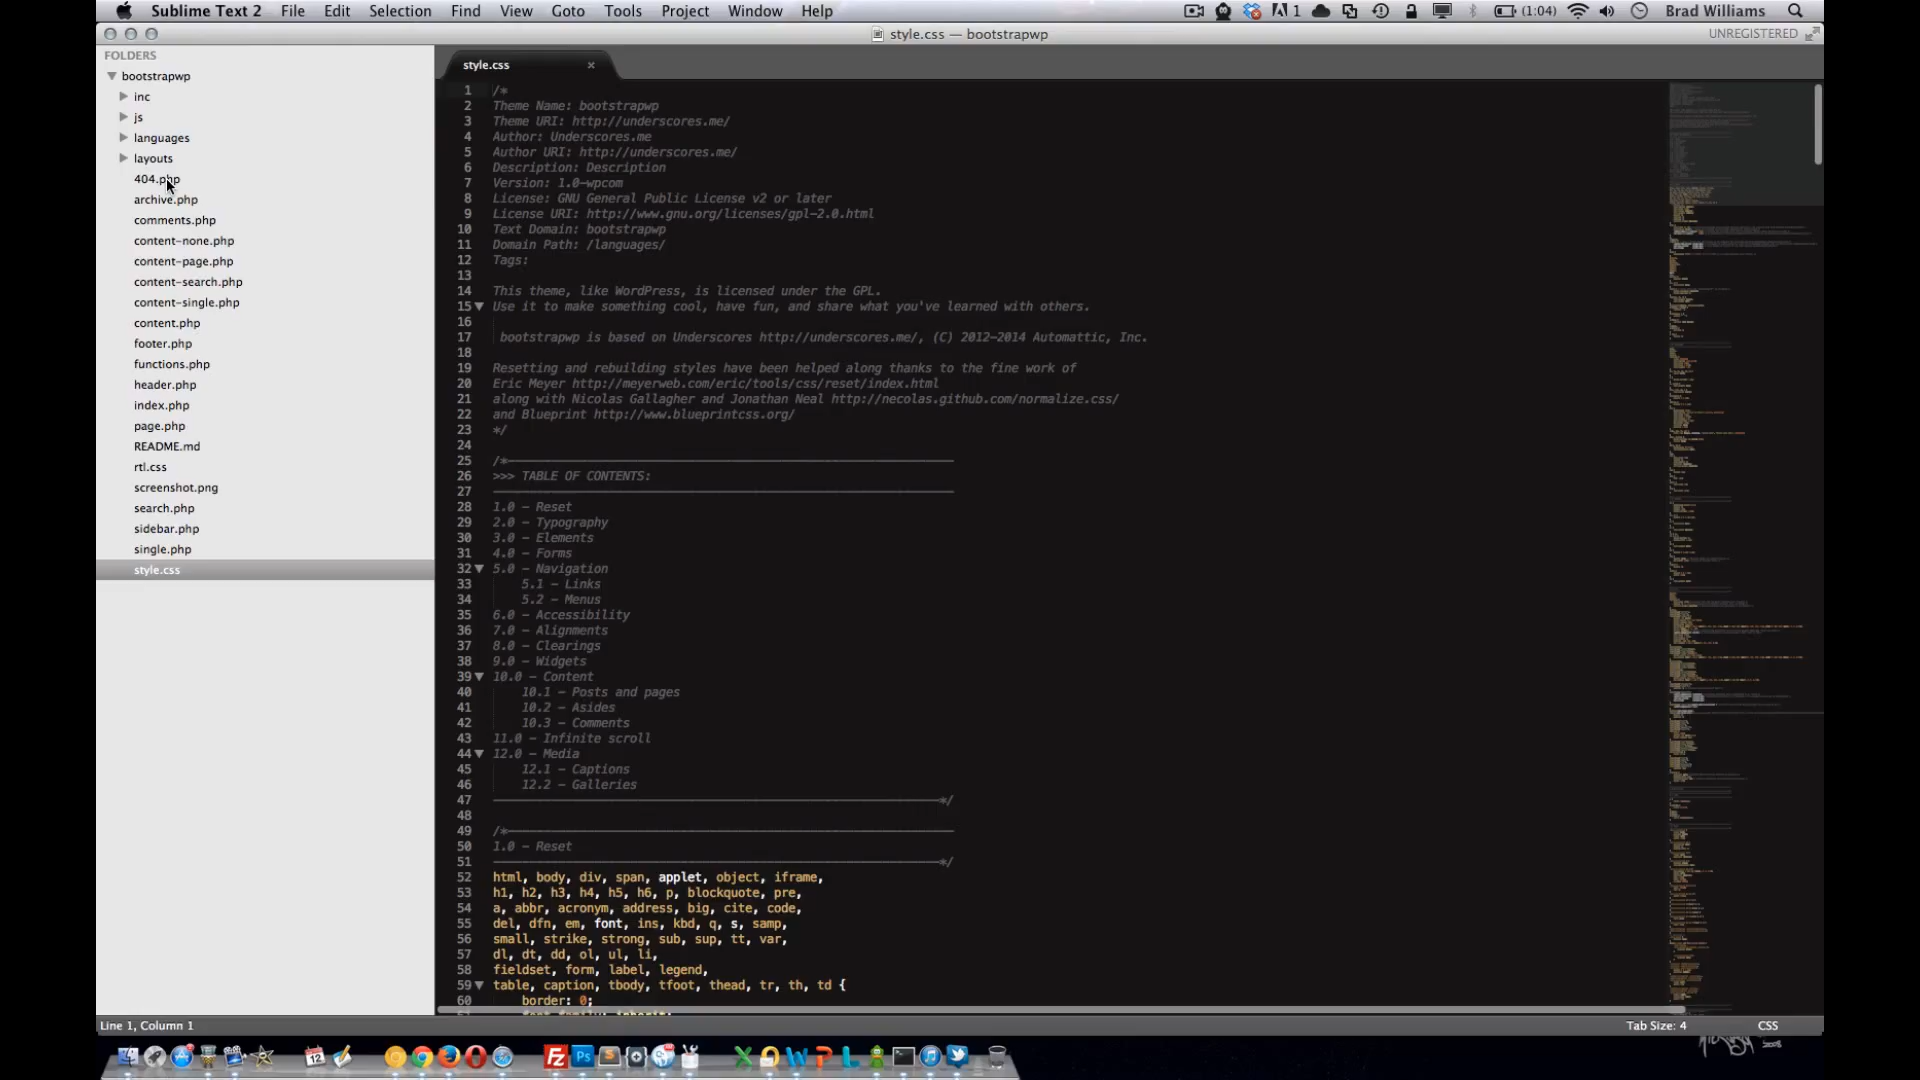 Sublime Text 2 File Edit Selection Find View Goto Tools Project Window Help 1 (1:04) Brad Williams
style.css — bootstrapwp UNREGISTERED
FOLDERS
bootstrapwp
inc
js
languages
layouts
404.php
archive.php
comments.php
content-none.php
content-page.php
content-search.php
content-single.php
content.php
footer.php
functions.php
header.php
index.php
page.php
README.md
rtl.css
screenshot.png
search.php
sidebar.php
single.php
style.css
style.css ×
1 /*
2 Theme Name: bootstrapwp
3 Theme URI: http://underscores.me/
4 Author: Underscores.me
5 Author URI: http://underscores.me/
6 Description: Description
7 Version: 1.0-wpcom
8 License: GNU General Public License v2 or later
9 License URI: http://www.gnu.org/licenses/gpl-2.0.html
10 Text Domain: bootstrapwp
11 Domain Path: /languages/
12 Tags:
13
14 This theme, like WordPress, is licensed under the GPL.
15 Use it to make something cool, have fun, and share what you've learned with others.
16
17 bootstrapwp is based on Underscores http://underscores.me/, (C) 2012-2014 Automattic, Inc.
18
19 Resetting and rebuilding styles have been helped along thanks to the fine work of
20 Eric Meyer http://meyerweb.com/eric/tools/css/reset/index.html
21 along with Nicolas Gallagher and Jonathan Neal http://necolas.github.com/normalize.css/
22 and Blueprint http://www.blueprintcss.org/
23 */
24
25 /*--------------------------------------------------------------
26 >>> TABLE OF CONTENTS:
27 ----------------------------------------------------------------
28 1.0 - Reset
29 2.0 - Typography
30 3.0 - Elements
31 4.0 - Forms
32 5.0 - Navigation
33 5.1 - Links
34 5.2 - Menus
35 6.0 - Accessibility
36 7.0 - Alignments
37 8.0 - Clearings
38 9.0 - Widgets
39 10.0 - Content
40 10.1 - Posts and pages
41 10.2 - Asides
42 10.3 - Comments
43 11.0 - Infinite scroll
44 12.0 - Media
45 12.1 - Captions
46 12.2 - Galleries
47 --------------------------------------------------------------*/
48
49 /*--------------------------------------------------------------
50 1.0 - Reset
51 --------------------------------------------------------------*/
52 html, body, div, span, applet, object, iframe,
53 h1, h2, h3, h4, h5, h6, p, blockquote, pre,
54 a, abbr, acronym, address, big, cite, code,
55 del, dfn, em, font, ins, kbd, q, s, samp,
56 small, strike, strong, sub, sup, tt, var,
57 dl, dt, dd, ol, ul, li,
58 fieldset, form, label, legend,
59 table, caption, tbody, tfoot, thead, tr, th, td {
60 border: 0;
Line 1, Column 1 Tab Size: 4 CSS